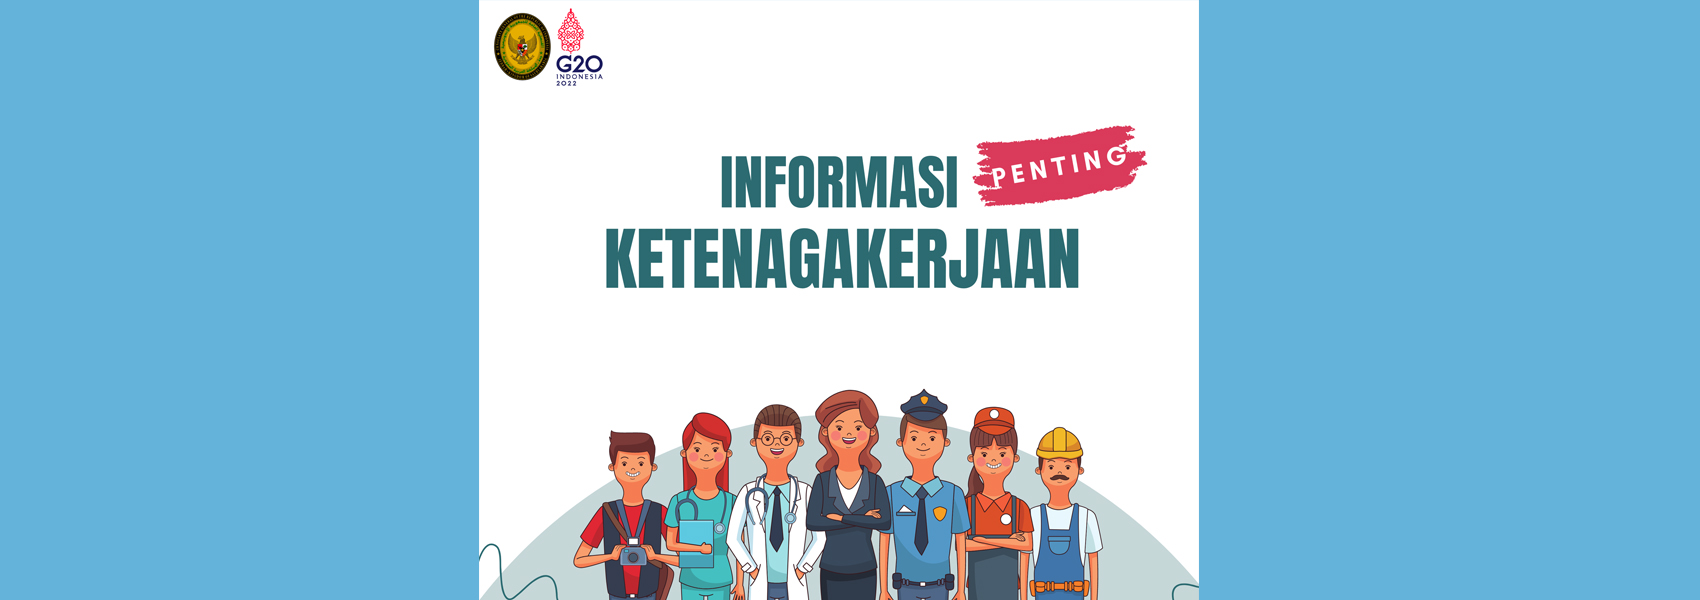 G20
INDONESIA
2022
INFORMASI
PENTING
KETENAGAKERJAAN